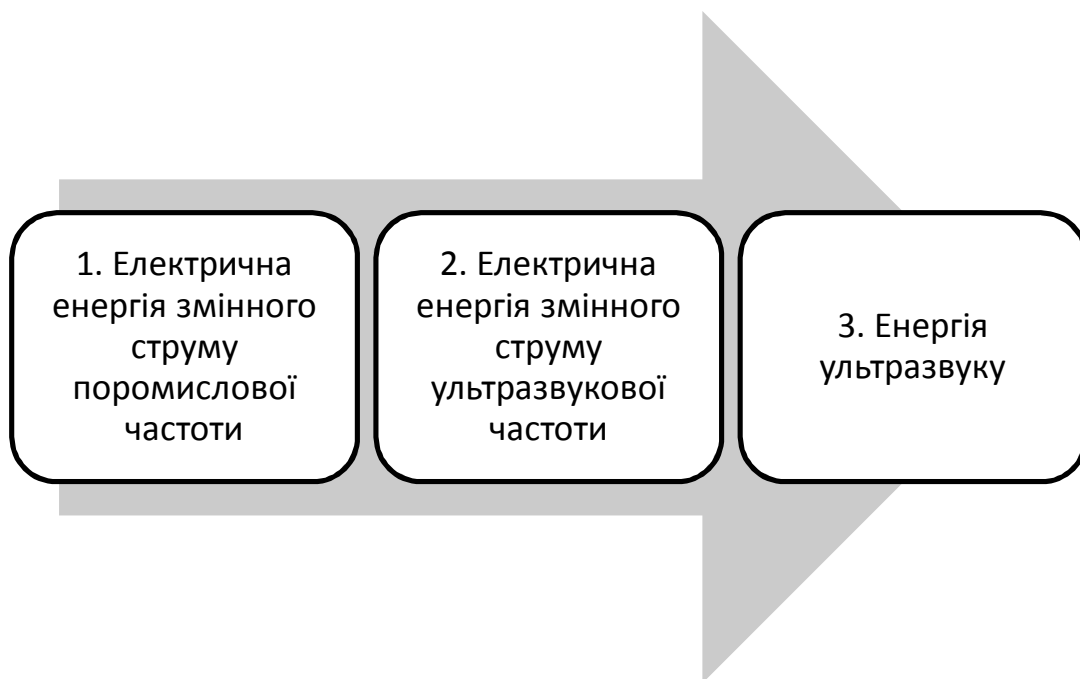 1. Електрична
енергія змінного
струму
поромислової
частоти
2. Електрична
енергія змінного
струму
ультразвукової
частоти
3. Енергія
ультразвуку